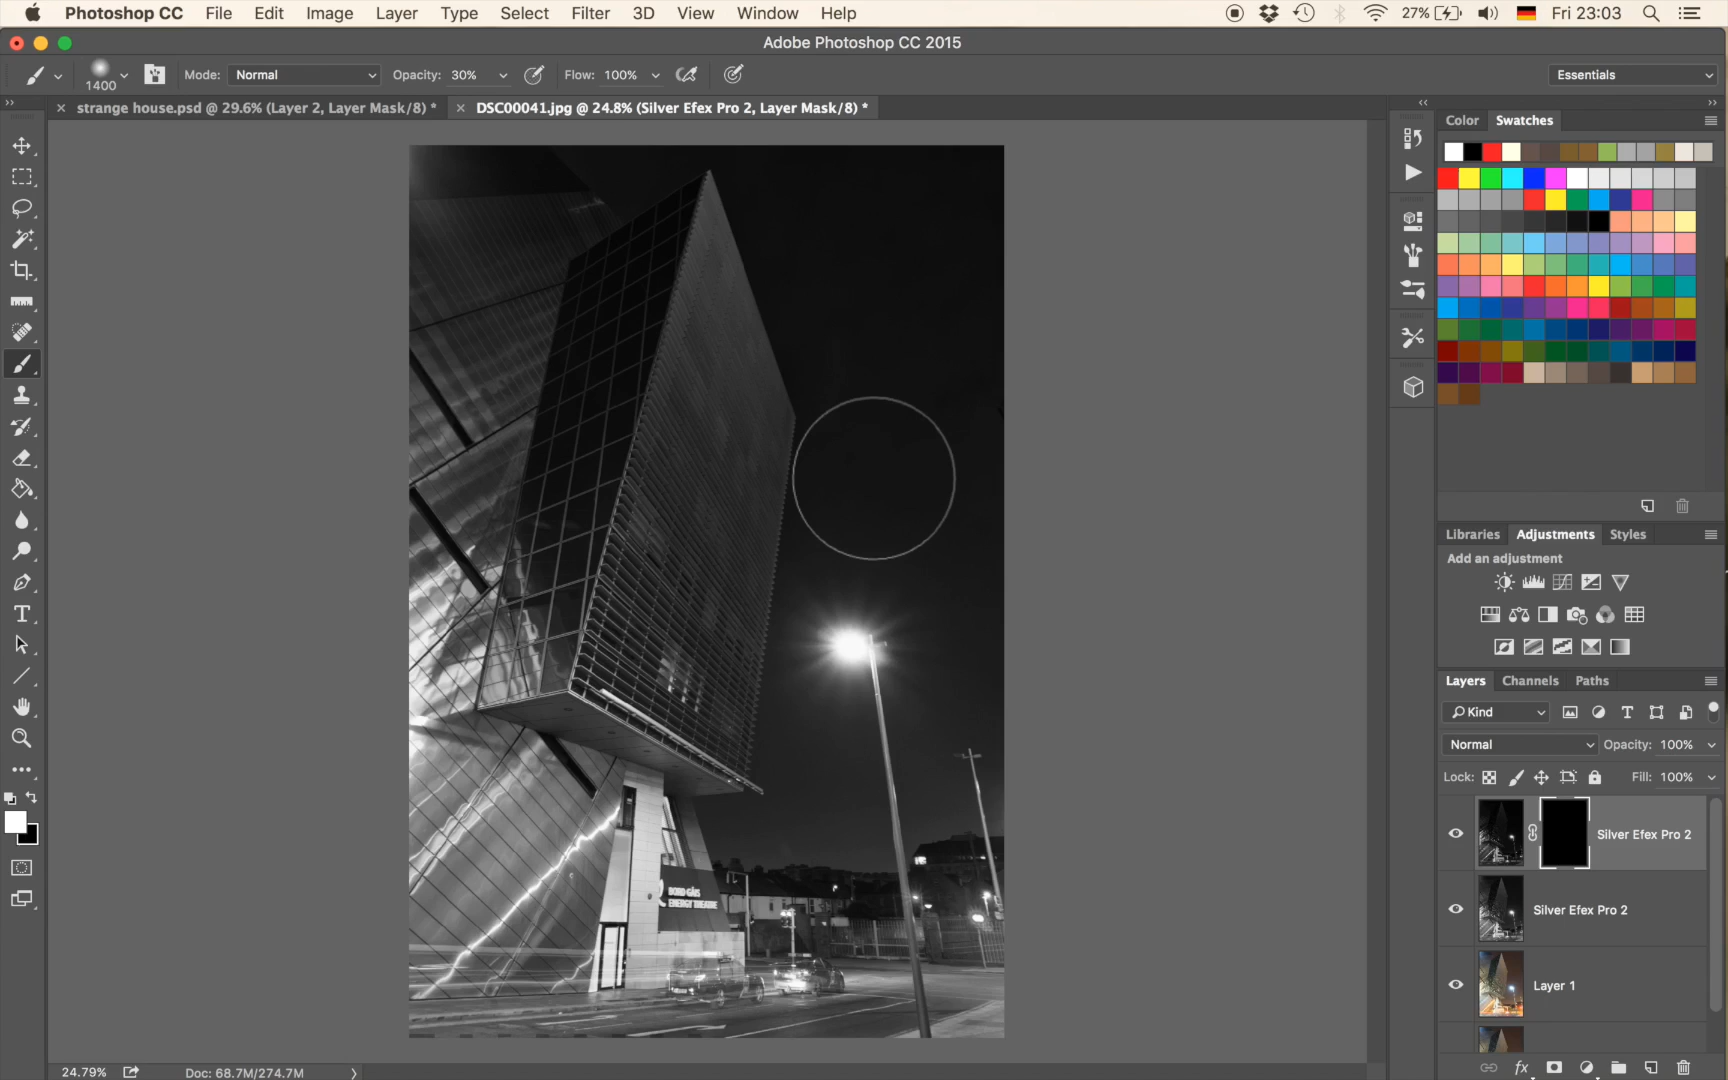 Photoshop CC File Edit Image Layer Type Select Filter 3D View Window Help 27% Fri 23:03
Adobe Photoshop CC 2015
1400 Mode: Normal Opacity: 30% Flow: 100% Essentials
strange house.psd @ 29.6% (Layer 2, Layer Mask/8) * DSC00041.jpg @ 24.8% (Silver Efex Pro 2, Layer Mask/8) *
Color Swatches
Libraries Adjustments Styles
Add an adjustment
Layers Channels Paths
Kind
Normal Opacity: 100%
Lock: Fill: 100%
Silver Efex Pro 2
BORD GÁIS
ENERGY THEATRE
Silver Efex Pro 2
Layer 1
fx
24.79% Doc: 68.7M/274.7M